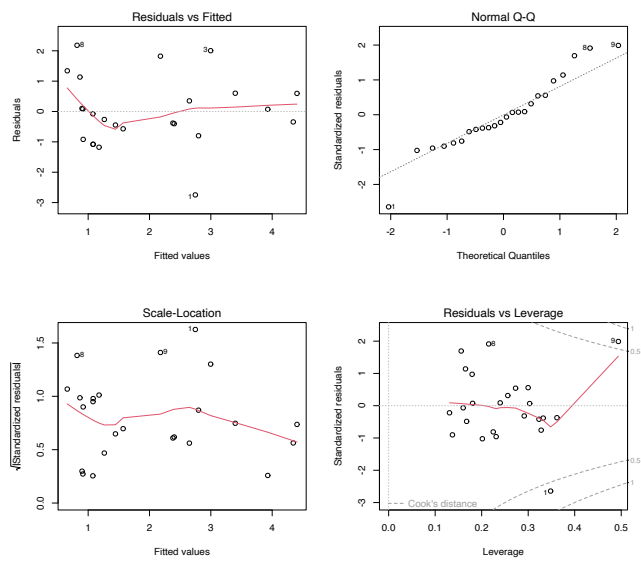 Residuals vs Fitted
Residuals
-3 -2 -1 0 1 2
8
3
1
1 2 3 4
Fitted values
Normal Q-Q
Standardized residuals
-2 -1 0 1 2
8
9
1
-2 -1 0 1 2
Theoretical Quantiles
Scale-Location
√|Standardized residuals|
0.0 0.5 1.0 1.5
8
9
1
1 2 3 4
Fitted values
Residuals vs Leverage
Standardized residuals
-3 -2 -1 0 1 2
8
9
1
1
0.5
0.5
1
Cook's distance
0.0 0.1 0.2 0.3 0.4 0.5
Leverage